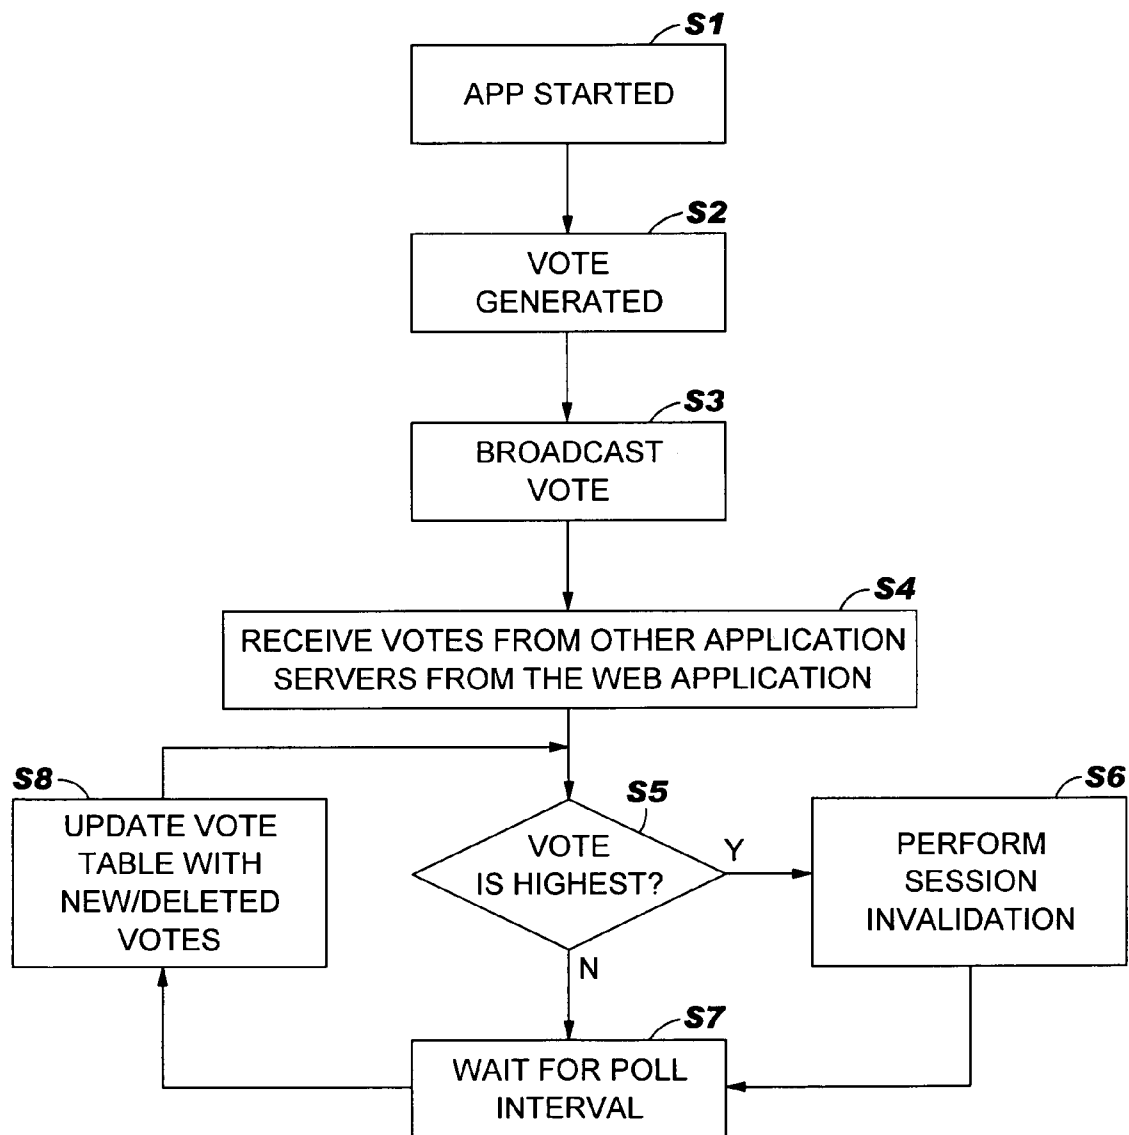 S1
APP STARTED
S2
VOTE
GENERATED
S3
BROADCAST
VOTE
S4
RECEIVE VOTES FROM OTHER APPLICATION
SERVERS FROM THE WEB APPLICATION
S5
VOTE
IS HIGHEST?
Y
N
S6
PERFORM
SESSION
INVALIDATION
S7
WAIT FOR POLL
INTERVAL
S8
UPDATE VOTE
TABLE WITH
NEW/DELETED
VOTES